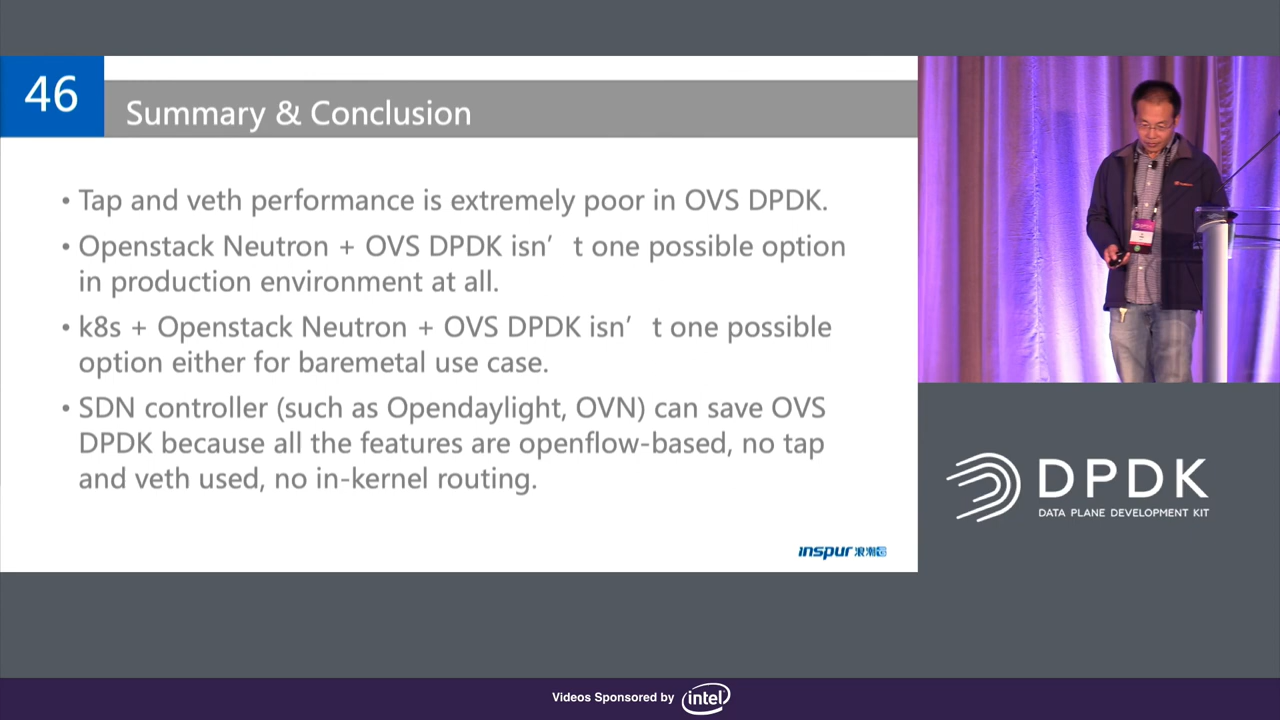 46
Summary & Conclusion
• Tap and veth performance is extremely poor in OVS DPDK.
• Openstack Neutron + OVS DPDK isn’ t one possible option
in production environment at all.
• k8s + Openstack Neutron + OVS DPDK isn’ t one possible
option either for baremetal use case.
• SDN controller (such as Opendaylight, OVN) can save OVS
DPDK because all the features are openflow-based, no tap
and veth used, no in-kernel routing.
inspur 浪潮
DPDK
DATA PLANE DEVELOPMENT KIT
Videos Sponsored by intel